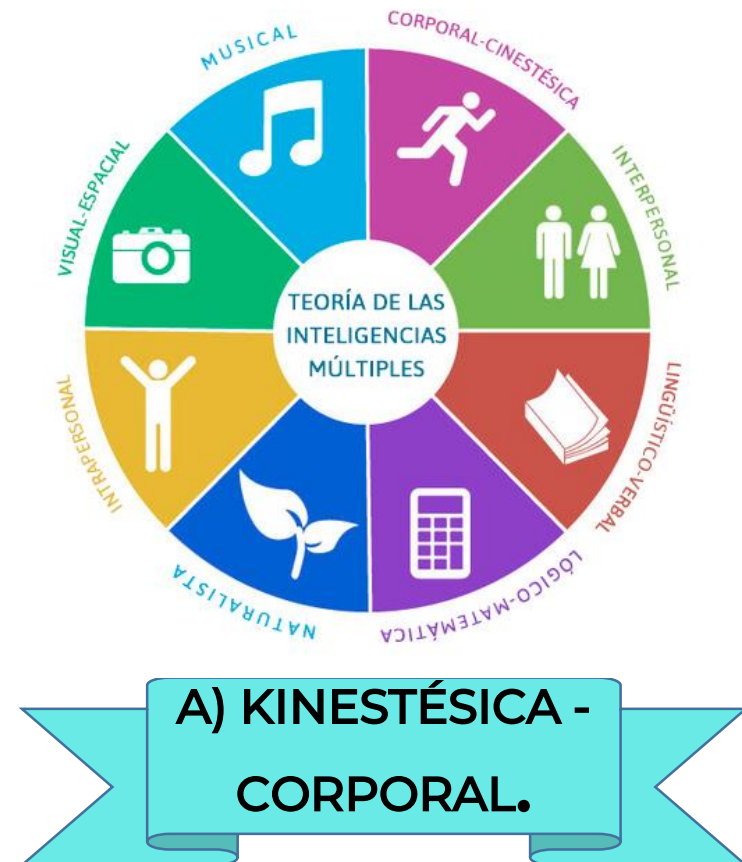 MUSICAL
CORPORAL-CINESTÉSICA
INTERPERSONAL
LINGÜÍSTICO-VERBAL
LÓGICO-MATEMÁTICA
NATURALISTA
INTRAPERSONAL
VISUAL-ESPACIAL
TEORÍA DE LAS
INTELIGENCIAS
MÚLTIPLES
A) KINESTÉSICA -
CORPORAL.